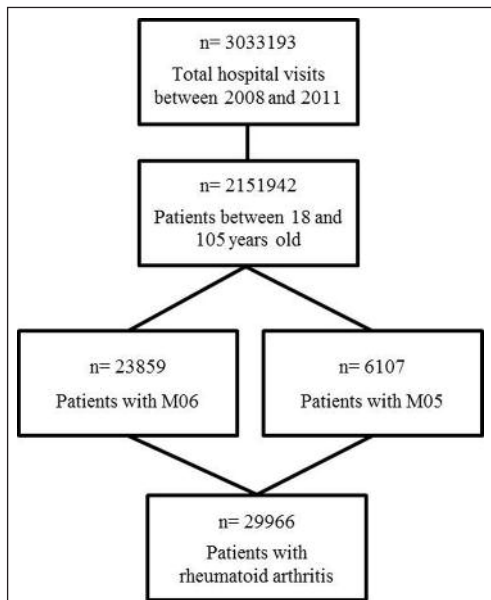 n= 3033193
Total hospital visits
between 2008 and 2011
n= 2151942
Patients between 18 and
105 years old
n= 23859
Patients with M06
n= 6107
Patients with M05
n= 29966
Patients with
rheumatoid arthritis